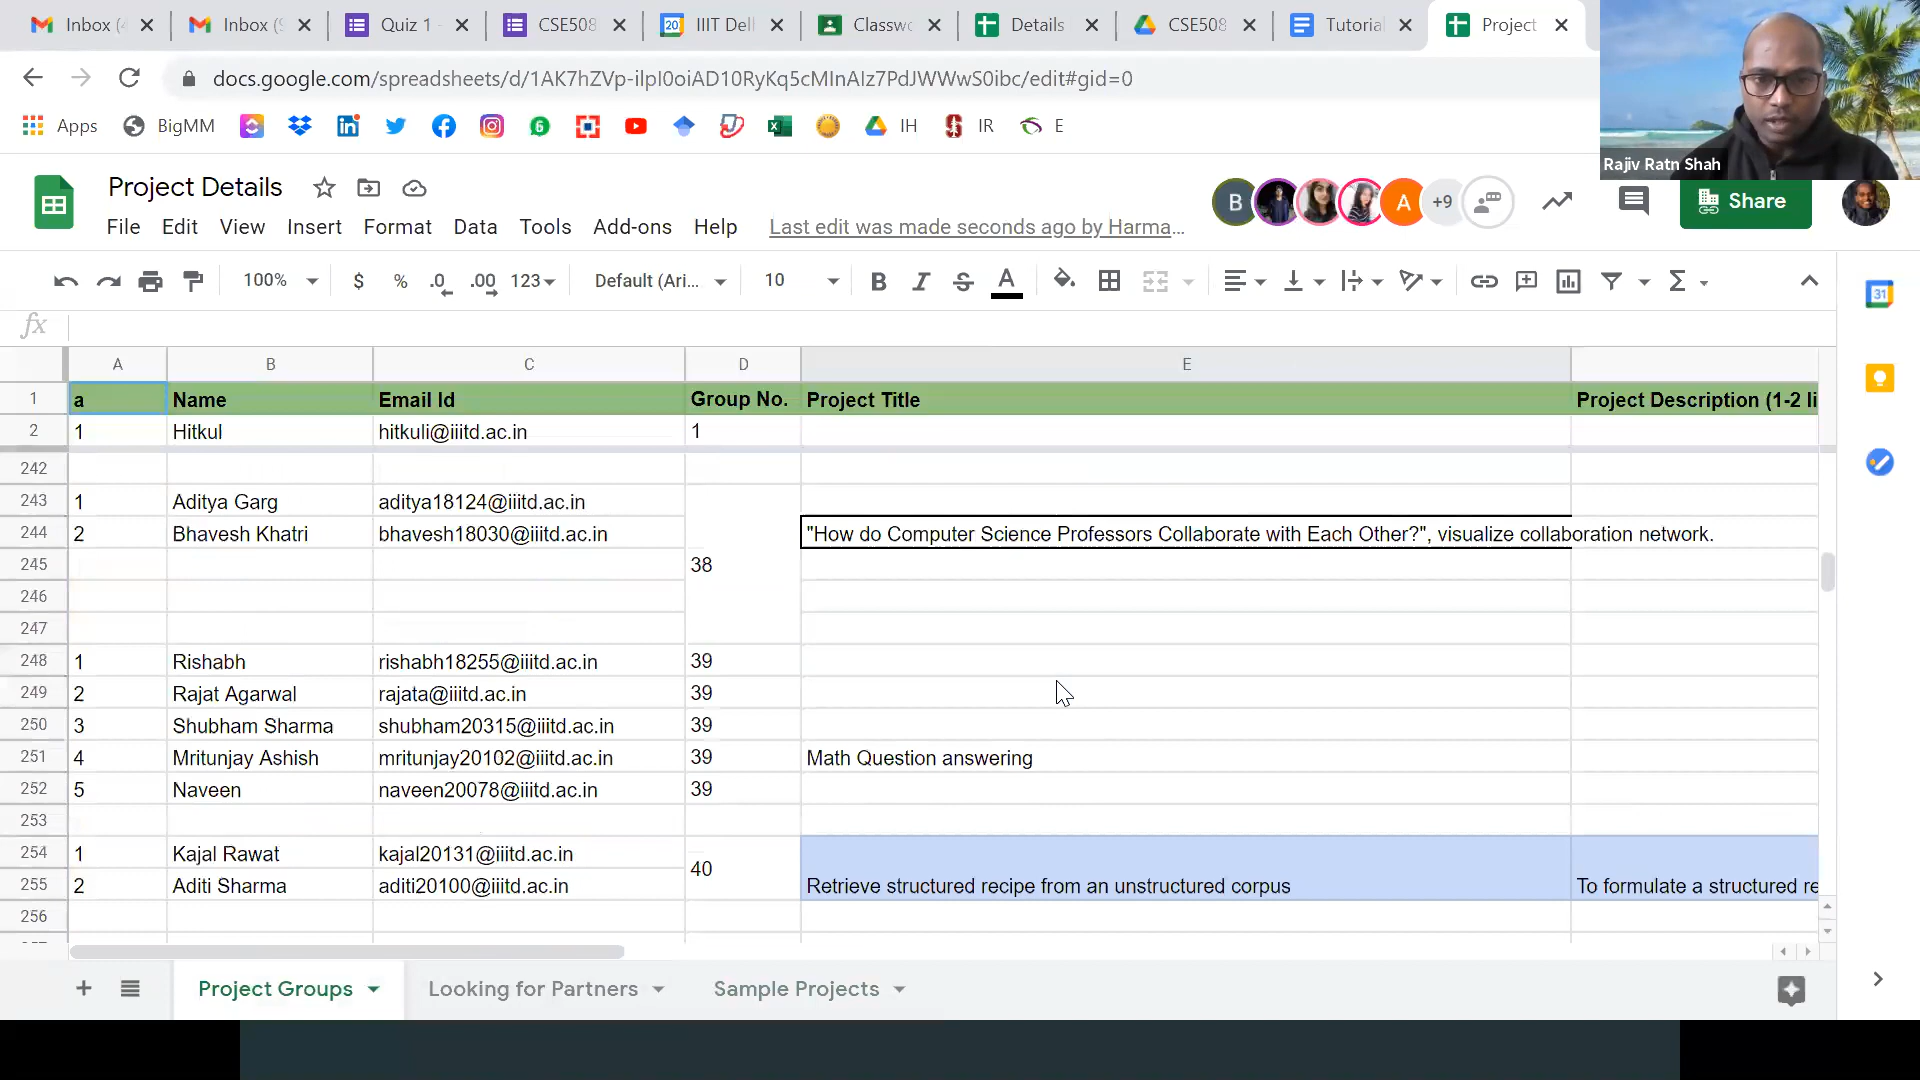 Inbox (4
Inbox (9
Quiz 1 -
CSE508
20
IIIT Delh
Classwo
Details
CSE508
Tutorial
Project
docs.google.com/spreadsheets/d/1AK7hZVp-ilpI0oiAD10RyKq5cMInAIz7PdJWWwS0ibc/edit#gid=0
Apps
BigMM
6
IH
IR
E
Rajiv Ratn Shah
Project Details
B
A
+9
Share
File Edit View Insert Format Data Tools Add-ons Help
Last edit was made seconds ago by Harma...
100% $ % .0 .00 123 Default (Ari... 10 B I S A Σ
31
fx
A B C D E
1 a Name Email Id Group No. Project Title Project Description (1-2 li
2 1 Hitkul hitkuli@iiitd.ac.in 1
242
243 1 Aditya Garg aditya18124@iiitd.ac.in
244 2 Bhavesh Khatri bhavesh18030@iiitd.ac.in "How do Computer Science Professors Collaborate with Each Other?", visualize collaboration network.
245 38
246
247
248 1 Rishabh rishabh18255@iiitd.ac.in 39
249 2 Rajat Agarwal rajata@iiitd.ac.in 39
250 3 Shubham Sharma shubham20315@iiitd.ac.in 39
251 4 Mritunjay Ashish mritunjay20102@iiitd.ac.in 39 Math Question answering
252 5 Naveen naveen20078@iiitd.ac.in 39
253
254 1 Kajal Rawat kajal20131@iiitd.ac.in
40
255 2 Aditi Sharma aditi20100@iiitd.ac.in Retrieve structured recipe from an unstructured corpus To formulate a structured re
256
Project Groups
Looking for Partners
Sample Projects